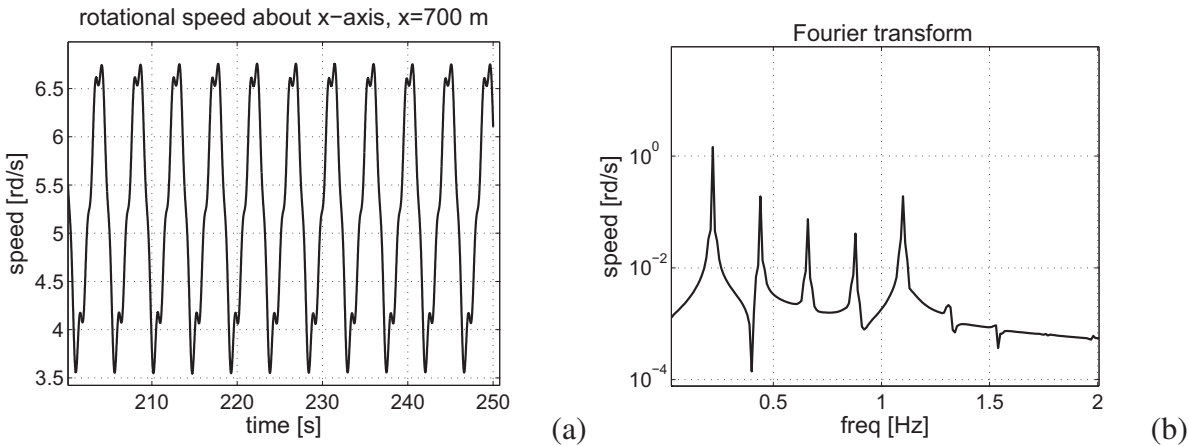 rotational speed about x−axis, x=700 m
speed [rd/s]
6.5
6
5.5
5
4.5
4
3.5
210 220 230 240 250
time [s]
(a)
Fourier transform
speed [rd/s]
10^0
10^−2
10^−4
0.5 1 1.5 2
freq [Hz]
(b)